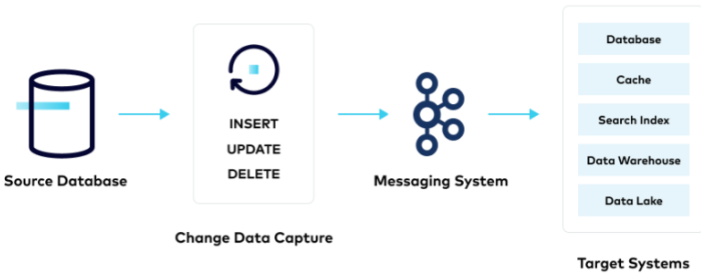 Source Database
INSERT
UPDATE
DELETE
Change Data Capture
Messaging System
Database
Cache
Search Index
Data Warehouse
Data Lake
Target Systems